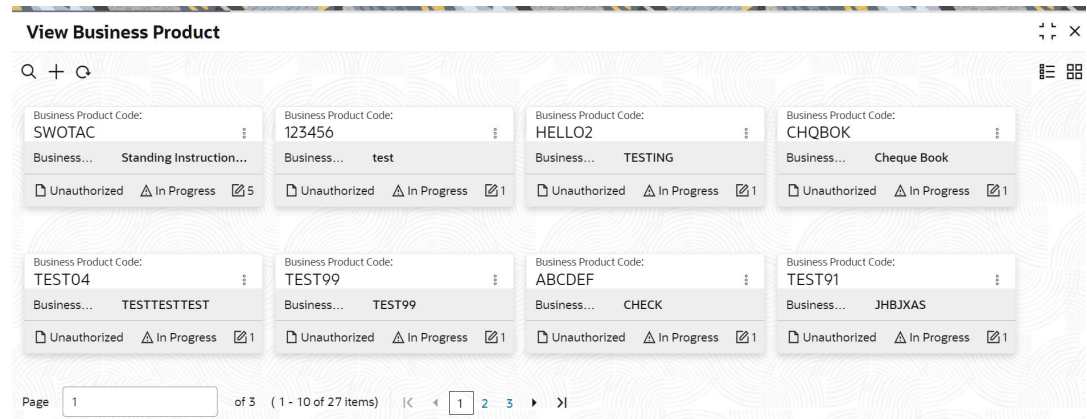 View Business Product
Business Product Code:
SWOTAC
Business... Standing Instruction...
Unauthorized In Progress 5
Business Product Code:
123456
Business... test
Unauthorized In Progress 1
Business Product Code:
HELLO2
Business... TESTING
Unauthorized In Progress 1
Business Product Code:
CHQBOK
Business... Cheque Book
Unauthorized In Progress 1
Business Product Code:
TEST04
Business... TESTTESTTEST
Unauthorized In Progress 1
Business Product Code:
TEST99
Business... TEST99
Unauthorized In Progress 1
Business Product Code:
ABCDEF
Business... CHECK
Unauthorized In Progress 1
Business Product Code:
TEST91
Business... JHBJXAS
Unauthorized In Progress 1
Page 1 of 3 (1 - 10 of 27 items) 1 2 3